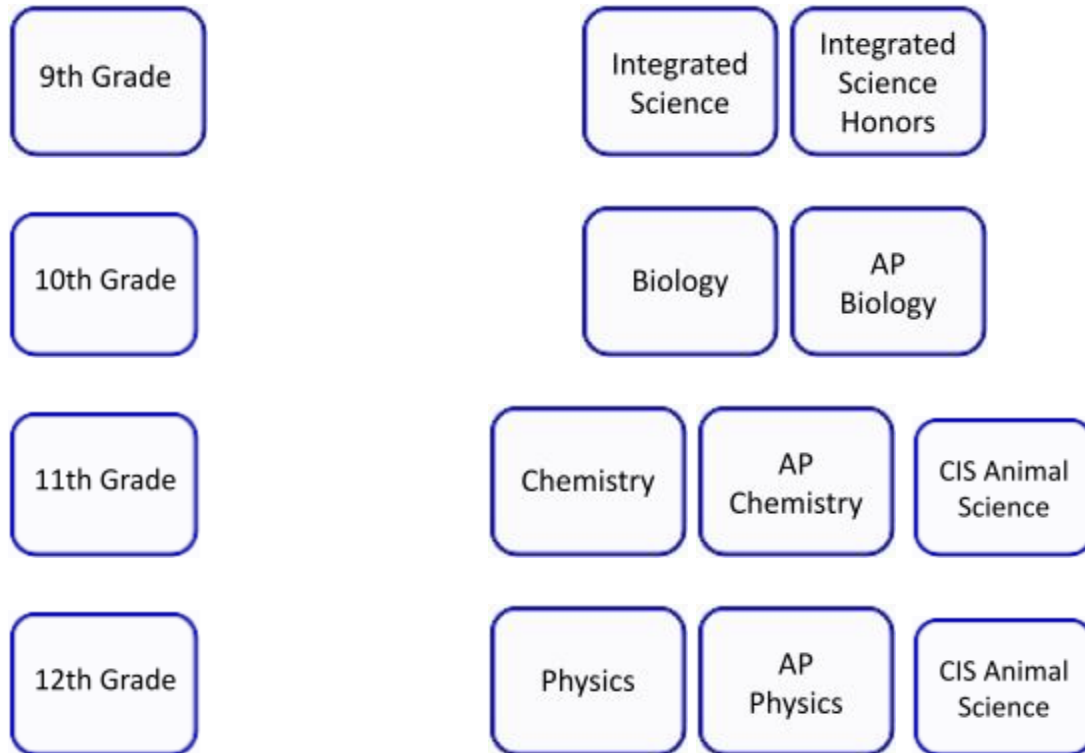 9th Grade
Integrated
Science
Integrated
Science
Honors
10th Grade
Biology
AP
Biology
11th Grade
Chemistry
AP
Chemistry
CIS Animal
Science
12th Grade
Physics
AP
Physics
CIS Animal
Science